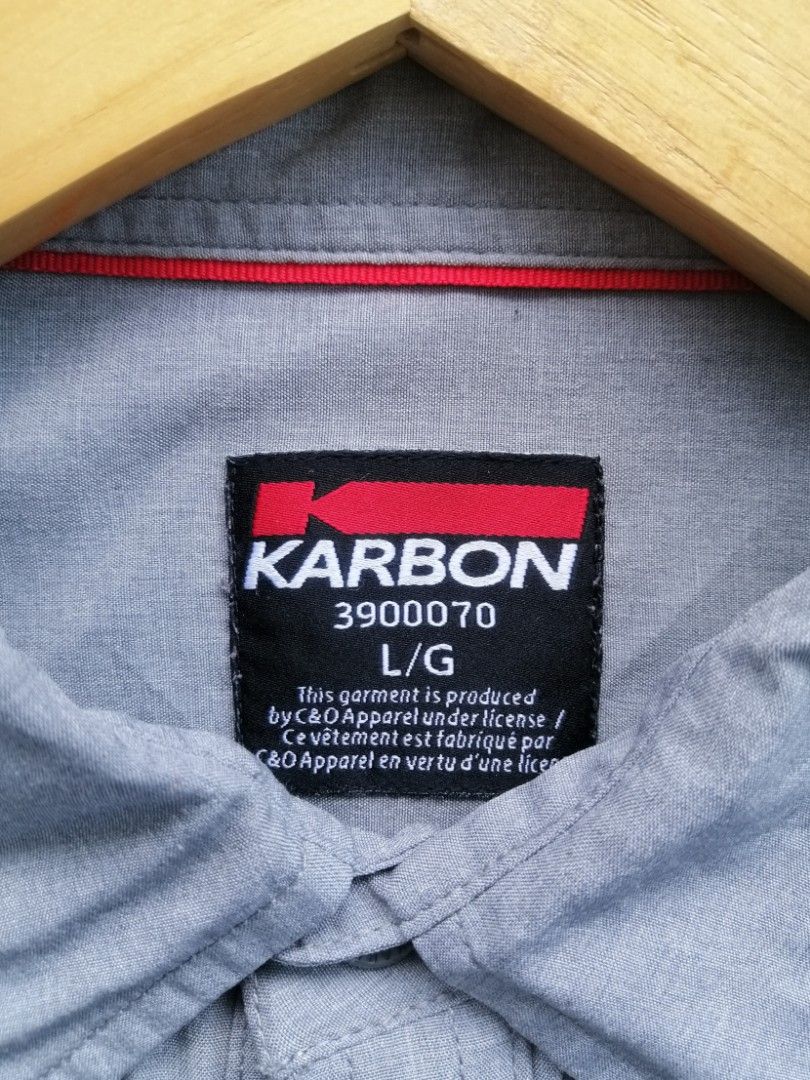 KARBON
3900070
L/G
This garment is produced
by C&O Apparel under license /
Ce vêtement est fabriqué par
C&O Apparel en vertu d'une